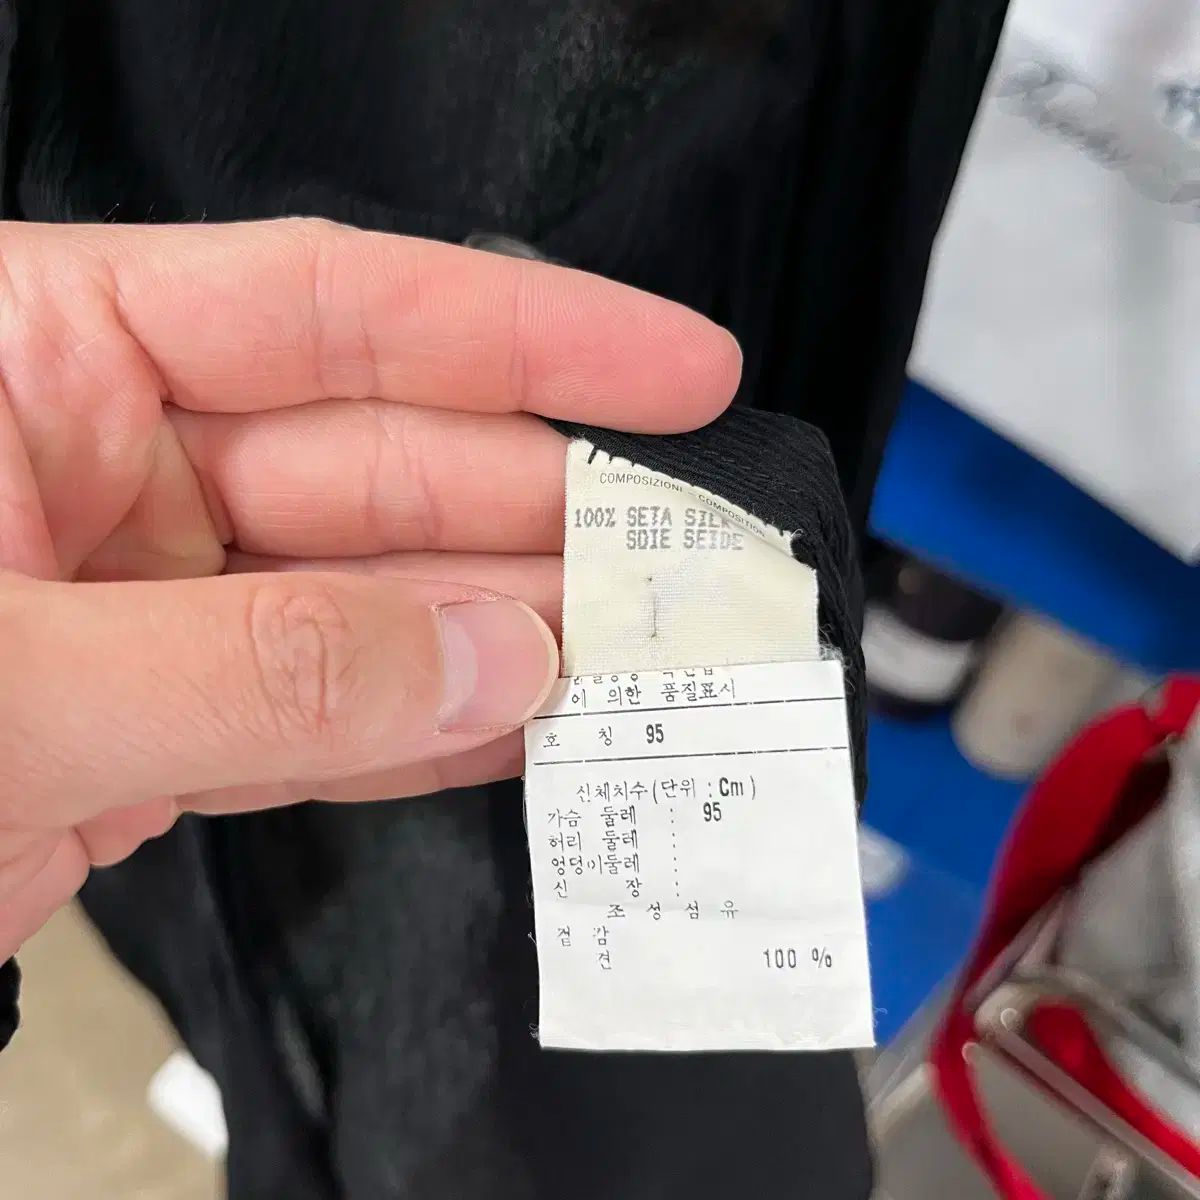 COMPOSIZIONI - COMPOSITION
100% SETA SILK
SOIE SEIDE
에 의한 품질표시
호 칭 95
신체치수(단위 : Cm)
가슴 둘레 : 95
허리 둘레 :
엉덩이둘레 :
신 장 :
조 성 섬 유
겉 감
견 100 %